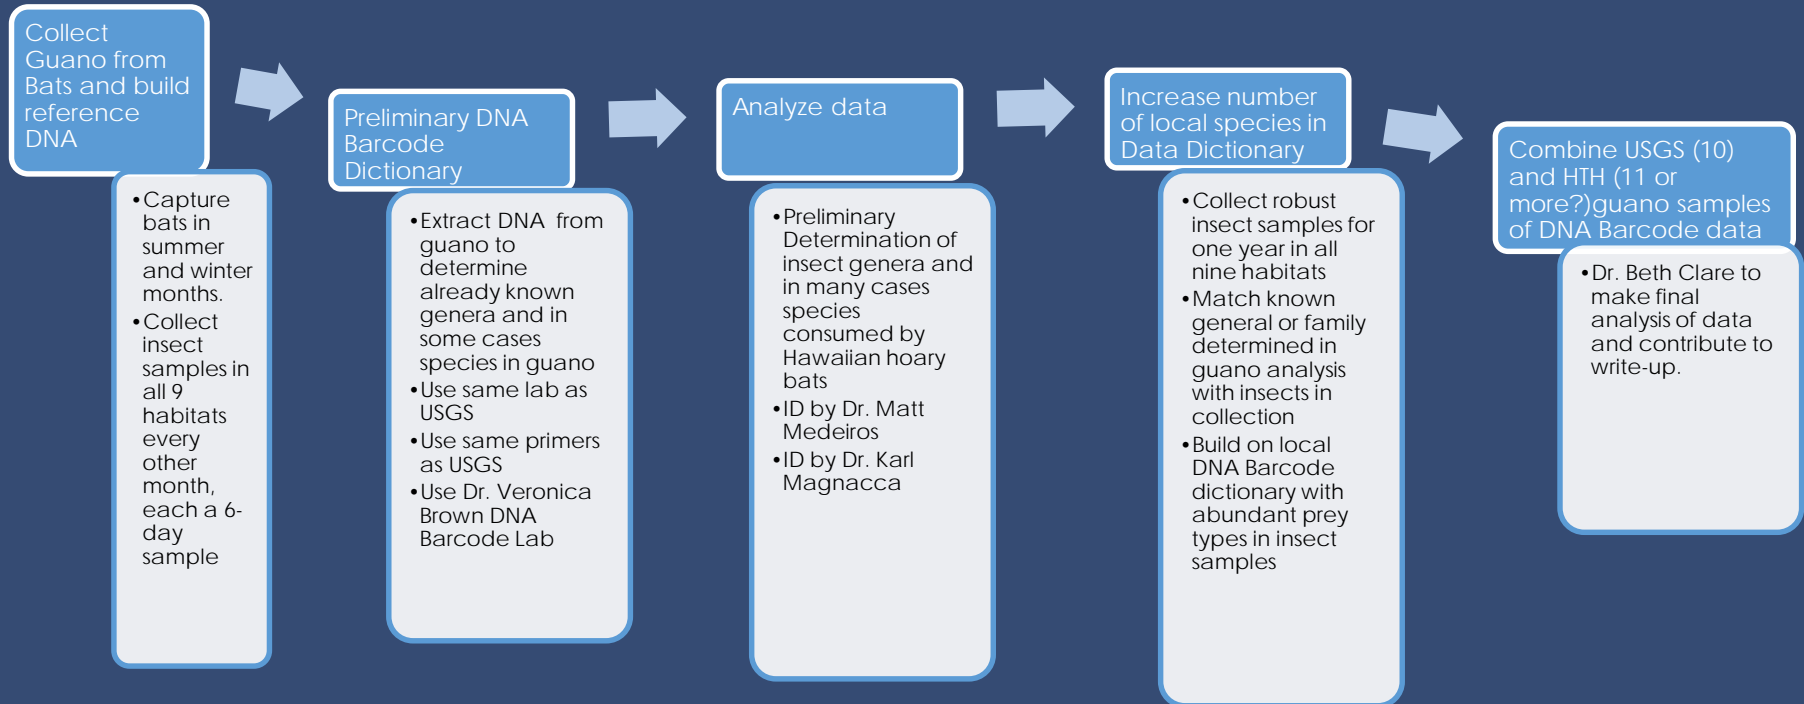 Collect
Guano from
Bats and build
reference
DNA
•Capture
bats in
summer
and winter
months.
•Collect
insect
samples in
all 9
habitats
every
other
month,
each a 6-
day
sample
Preliminary DNA
Barcode
Dictionary
•Extract DNA from
guano to
determine
already known
genera and in
some cases
species in guano
•Use same lab as
USGS
•Use same primers
as USGS
•Use Dr. Veronica
Brown DNA
Barcode Lab
Analyze data
•Preliminary
Determination of
insect genera and
in many cases
species
consumed by
Hawaiian hoary
bats
•ID by Dr. Matt
Medeiros
•ID by Dr. Karl
Magnacca
Increase number
of local species in
Data Dictionary
•Collect robust
insect samples for
one year in all
nine habitats
•Match known
general or family
determined in
guano analysis
with insects in
collection
•Build on local
DNA Barcode
dictionary with
abundant prey
types in insect
samples
Combine USGS (10)
and HTH (11 or
more?)guano samples
of DNA Barcode data
•Dr. Beth Clare to
make final
analysis of data
and contribute to
write-up.